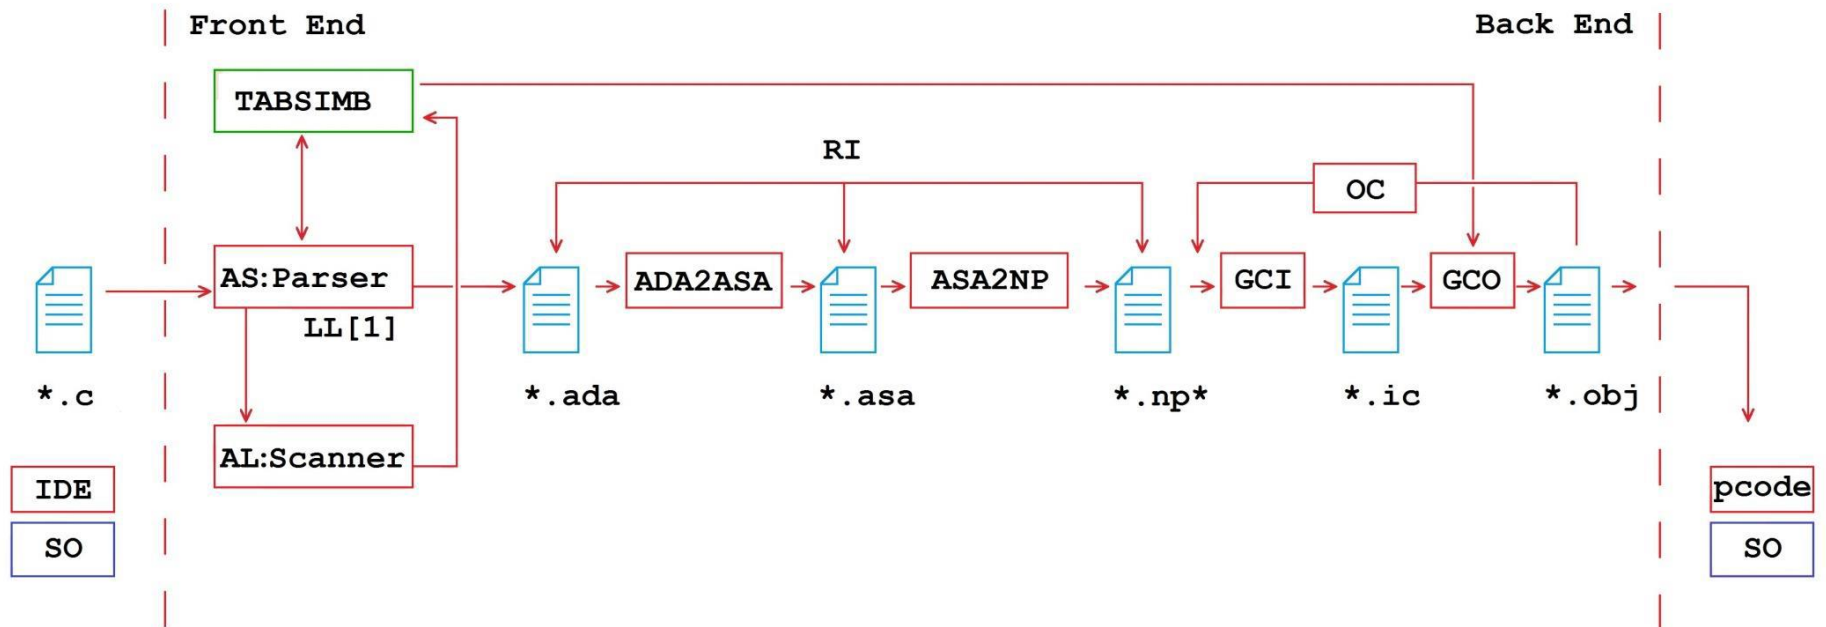 Front End
Back End
TABSIMB
RI
OC
AS:Parser
ADA2ASA
ASA2NP
GCI
GCO
LL[1]
*.c
*.ada
*.asa
*.np*
*.ic
*.obj
AL:Scanner
IDE
pcode
SO
SO